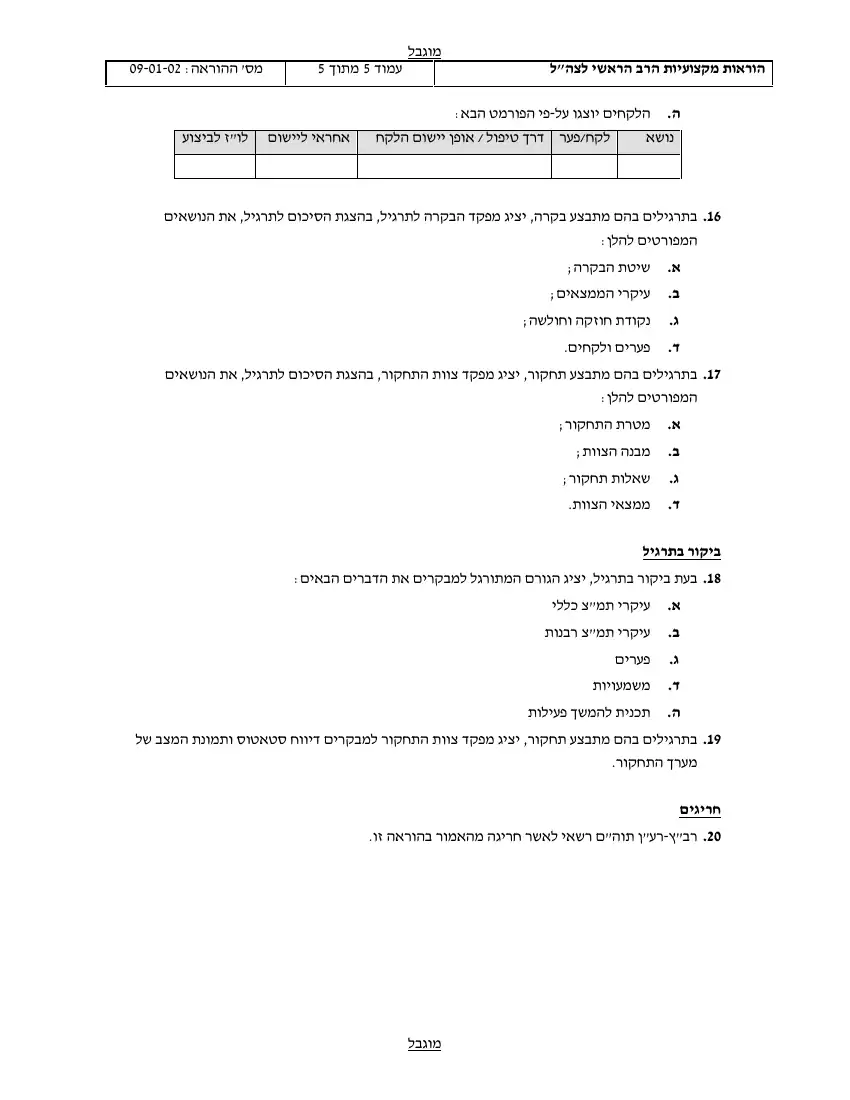 מוגבל
הוראות מקצועיות הרב הראשי לצה"ל עמוד 5 מתוך 5 מס' ההוראה: 09-01-02
ה. הלקחים יוצגו על-פי הפורמט הבא:
נושא לקח/פער דרך טיפול / אופן יישום הלקח אחראי ליישום לו"ז לביצוע
16. בתרגילים בהם מתבצע בקרה, יציג מפקד הבקרה לתרגיל, בהצגת הסיכום לתרגיל, את הנושאים
המפורטים להלן:
א. שיטת הבקרה;
ב. עיקרי הממצאים;
ג. נקודת חוזקה וחולשה;
ד. פערים ולקחים.
17. בתרגילים בהם מתבצע תחקור, יציג מפקד צוות התחקור, בהצגת הסיכום לתרגיל, את הנושאים
המפורטים להלן:
א. מטרת התחקור;
ב. מבנה הצוות;
ג. שאלות תחקור;
ד. ממצאי הצוות.
ביקור בתרגיל
18. בעת ביקור בתרגיל, יציג הגורם המתורגל למבקרים את הדברים הבאים:
א. עיקרי תמ"צ כללי
ב. עיקרי תמ"צ רבנות
ג. פערים
ד. משמעויות
ה. תכנית להמשך פעילות
19. בתרגילים בהם מתבצע תחקור, יציג מפקד צוות התחקור למבקרים דיווח סטאטוס ותמונת המצב של
מערך התחקור.
חריגים
20. רב"ץ-רע"ן תוה"ם רשאי לאשר חריגה מהאמור בהוראה זו.
מוגבל